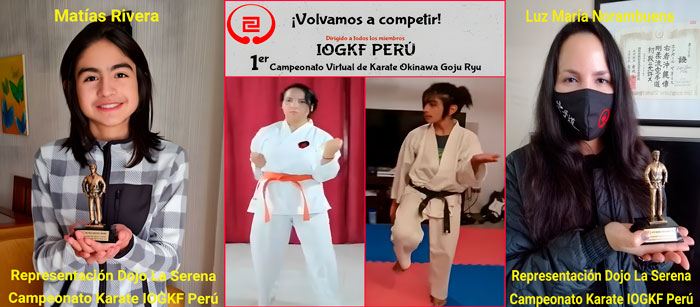 Matías Rivera
¡Volvamos a competir!
Dirigido a todos los miembros
IOGKF PERÚ
1er Campeonato Virtual de Karate Okinawa Goju Ryu
Luz María Norambuena
Representación Dojo La Serena
Campeonato Karate IOGKF Perú
Representación Dojo La Serena
Campeonato Karate IOGKF Perú